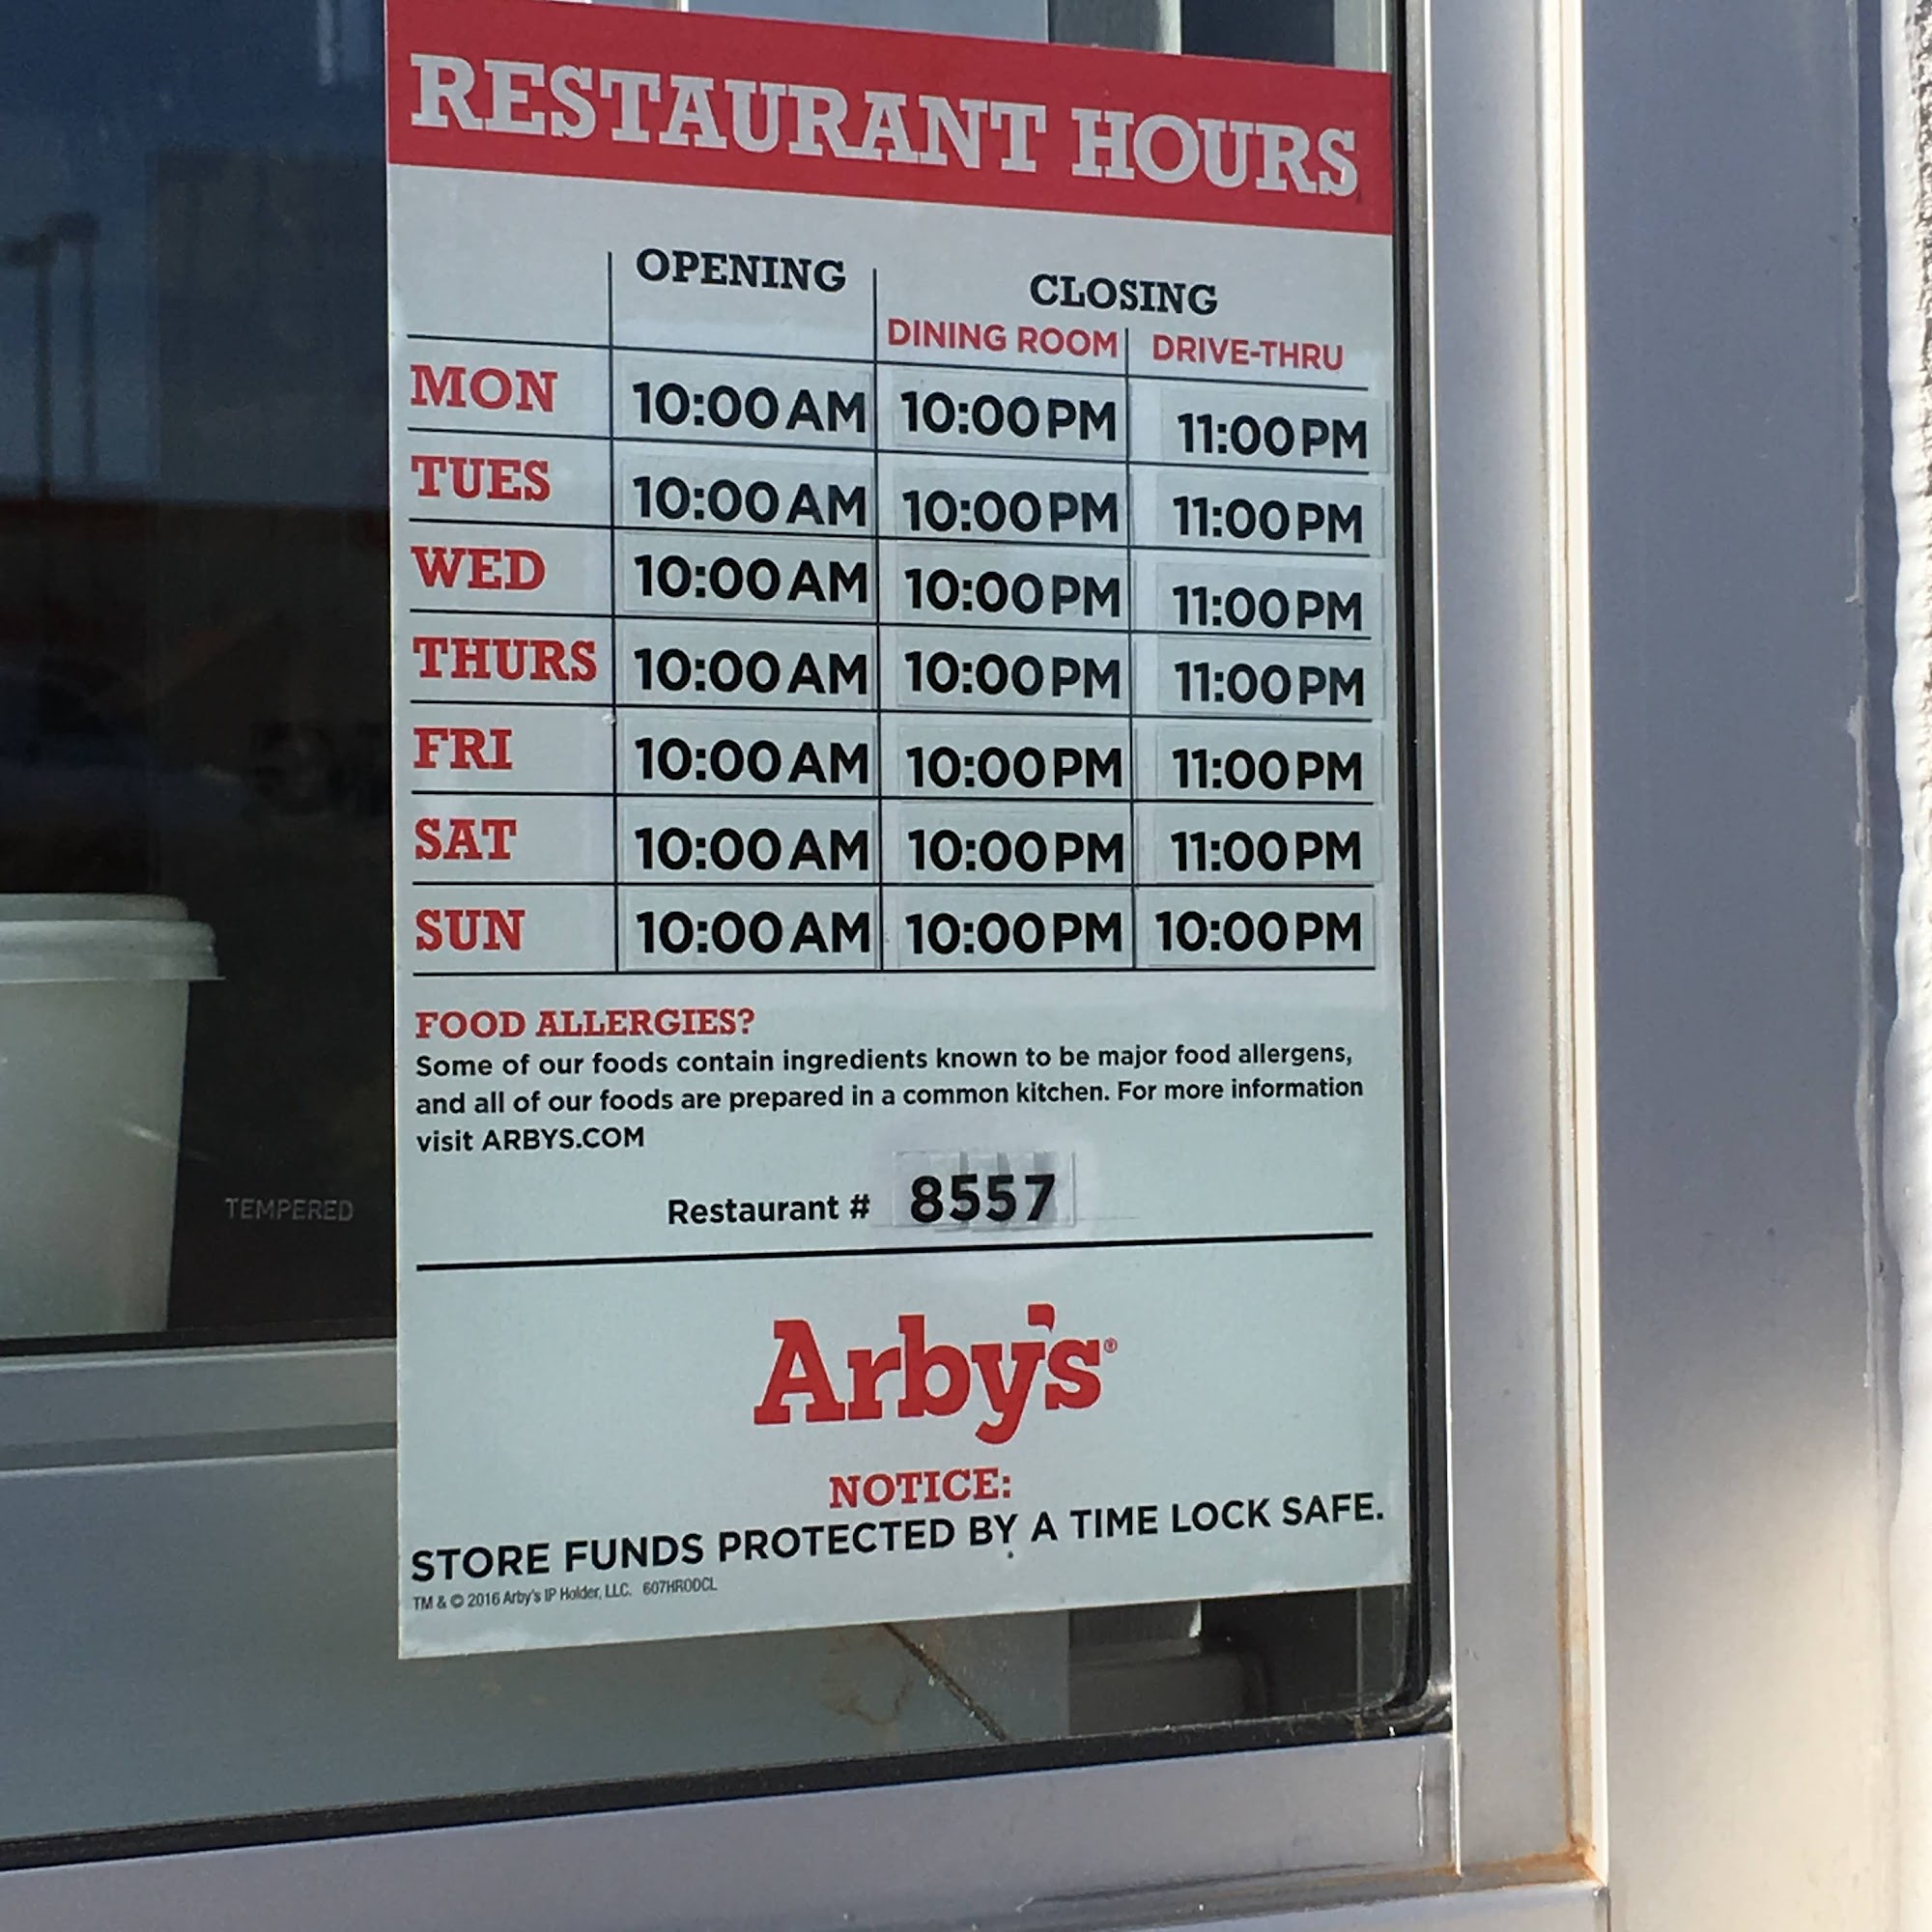 RESTAURANT HOURS
OPENING CLOSING
DINING ROOM DRIVE-THRU
MON 10:00 AM 10:00 PM 11:00 PM
TUES 10:00 AM 10:00 PM 11:00 PM
WED 10:00 AM 10:00 PM 11:00 PM
THURS 10:00 AM 10:00 PM 11:00 PM
FRI 10:00 AM 10:00 PM 11:00 PM
SAT 10:00 AM 10:00 PM 11:00 PM
SUN 10:00 AM 10:00 PM 10:00 PM
FOOD ALLERGIES?
Some of our foods contain ingredients known to be major food allergens,
and all of our foods are prepared in a common kitchen. For more information
visit ARBYS.COM
TEMPERED
Restaurant # 8557
Arby's®
NOTICE:
STORE FUNDS PROTECTED BY A TIME LOCK SAFE.
TM & © 2016 Arby's IP Holder, LLC. 607HRODCL